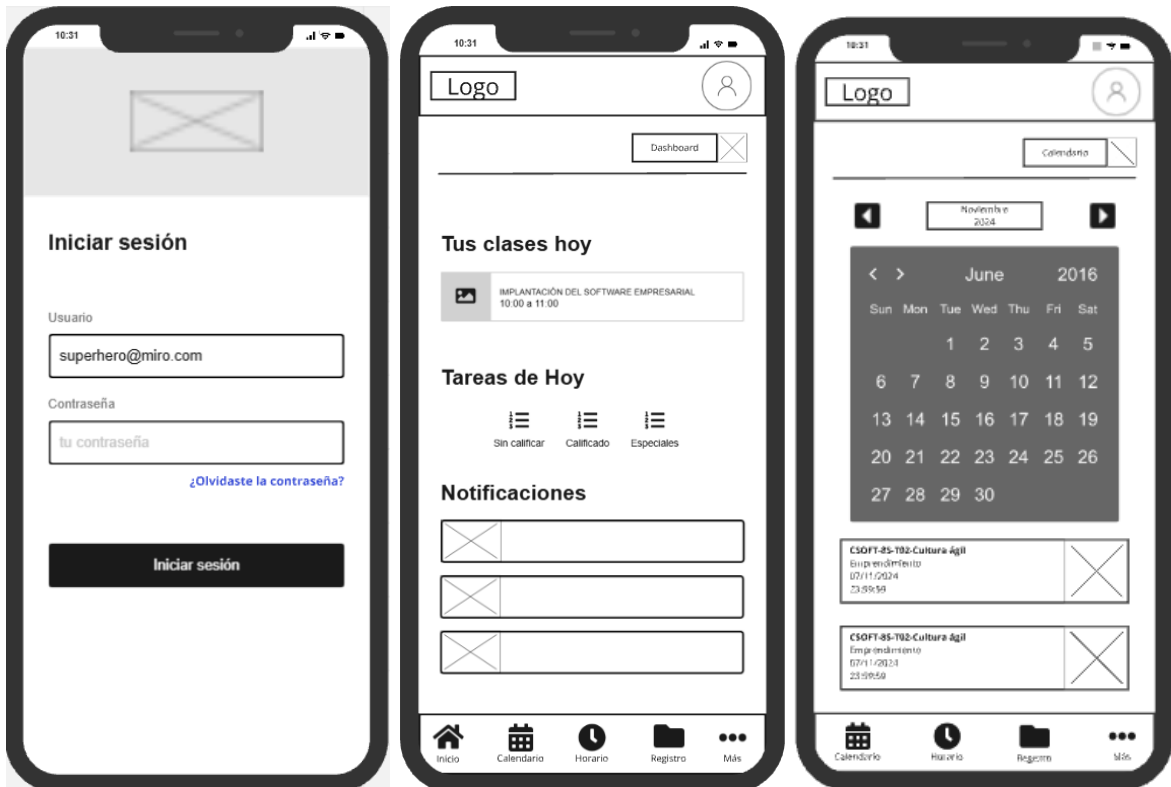 10:31
Iniciar sesión
Usuario
superhero@miro.com
Contraseña
tu contraseña
¿Olvidaste la contraseña?
Iniciar sesión
10:31
Logo
Dashboard
Tus clases hoy
IMPLANTACIÓN DEL SOFTWARE EMPRESARIAL
10:00 a 11:00
Tareas de Hoy
Sin calificar Calificado Especiales
Notificaciones
Inicio Calendario Horario Registro Más
10:31
Logo
Calendario
Noviembre
2024
June 2016
Sun Mon Tue Wed Thu Fri Sat
1 2 3 4 5
6 7 8 9 10 11 12
13 14 15 16 17 18 19
20 21 22 23 24 25 26
27 28 29 30
CSOFT-8S-T02-Cultura ágil
Emprendimiento
07/11/2024
23:59:59
CSOFT-8S-T02-Cultura ágil
Emprendimiento
07/11/2024
23:59:59
Calendario Horario Registro Más